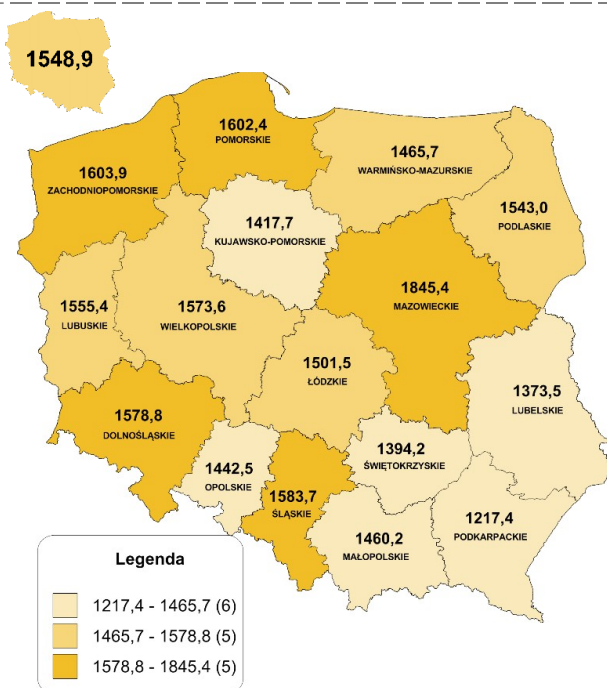 1548,9
1602,4
POMORSKIE
1603,9
ZACHODNIOPOMORSKIE
1465,7
WARMIŃSKO-MAZURSKIE
1543,0
PODLASKIE
1417,7
KUJAWSKO-POMORSKIE
1845,4
MAZOWIECKIE
1555,4
LUBUSKIE
1573,6
WIELKOPOLSKIE
1501,5
ŁÓDZKIE
1373,5
LUBELSKIE
1578,8
DOLNOŚLĄSKIE
1442,5
OPOLSKIE
1583,7
ŚLĄSKIE
1394,2
ŚWIĘTOKRZYSKIE
1460,2
MAŁOPOLSKIE
1217,4
PODKARPACKIE
Legenda
1217,4 - 1465,7 (6)
1465,7 - 1578,8 (5)
1578,8 - 1845,4 (5)